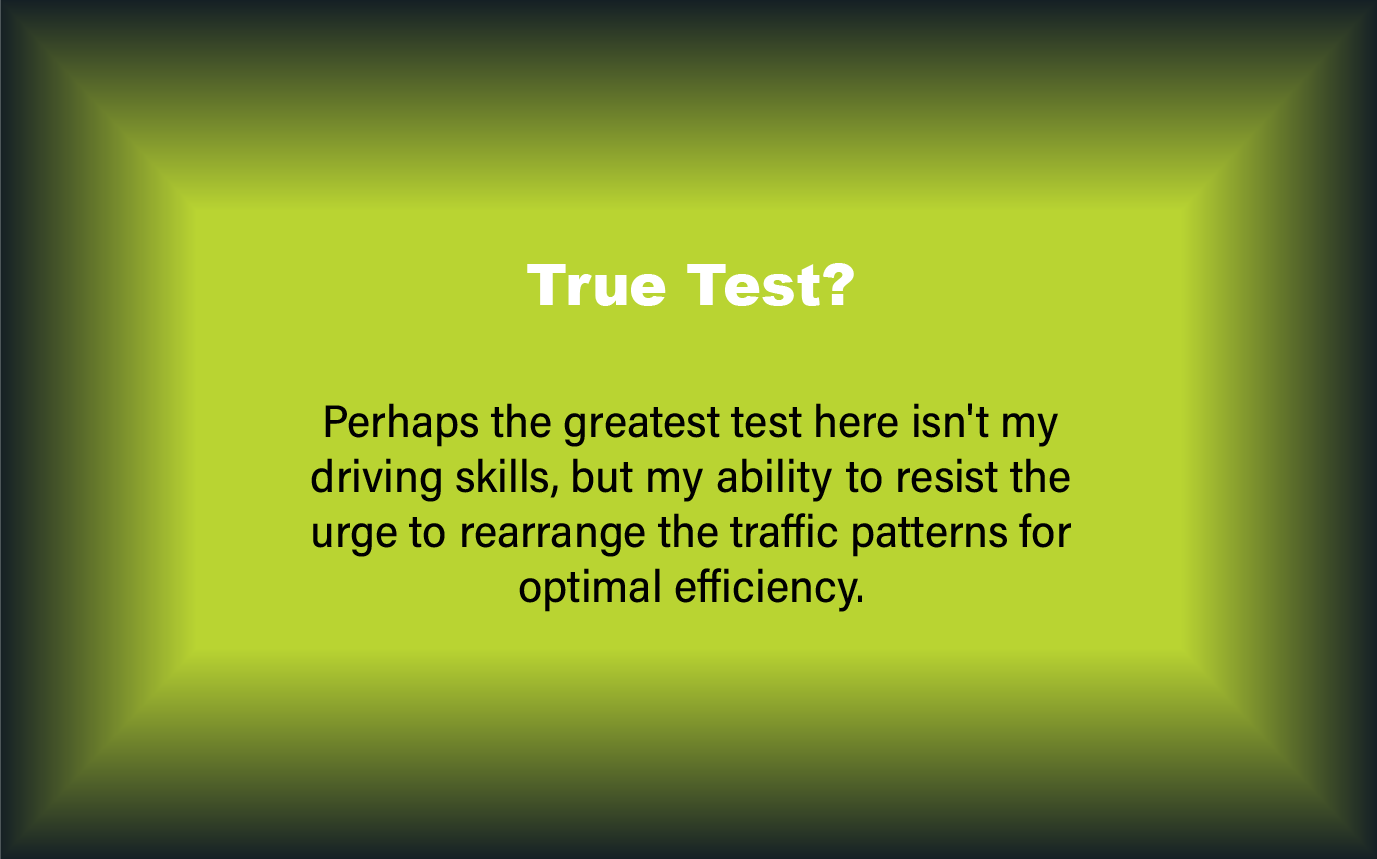 True Test?
Perhaps the greatest test here isn't my
driving skills, but my ability to resist the
urge to rearrange the traffic patterns for
optimal efficiency.